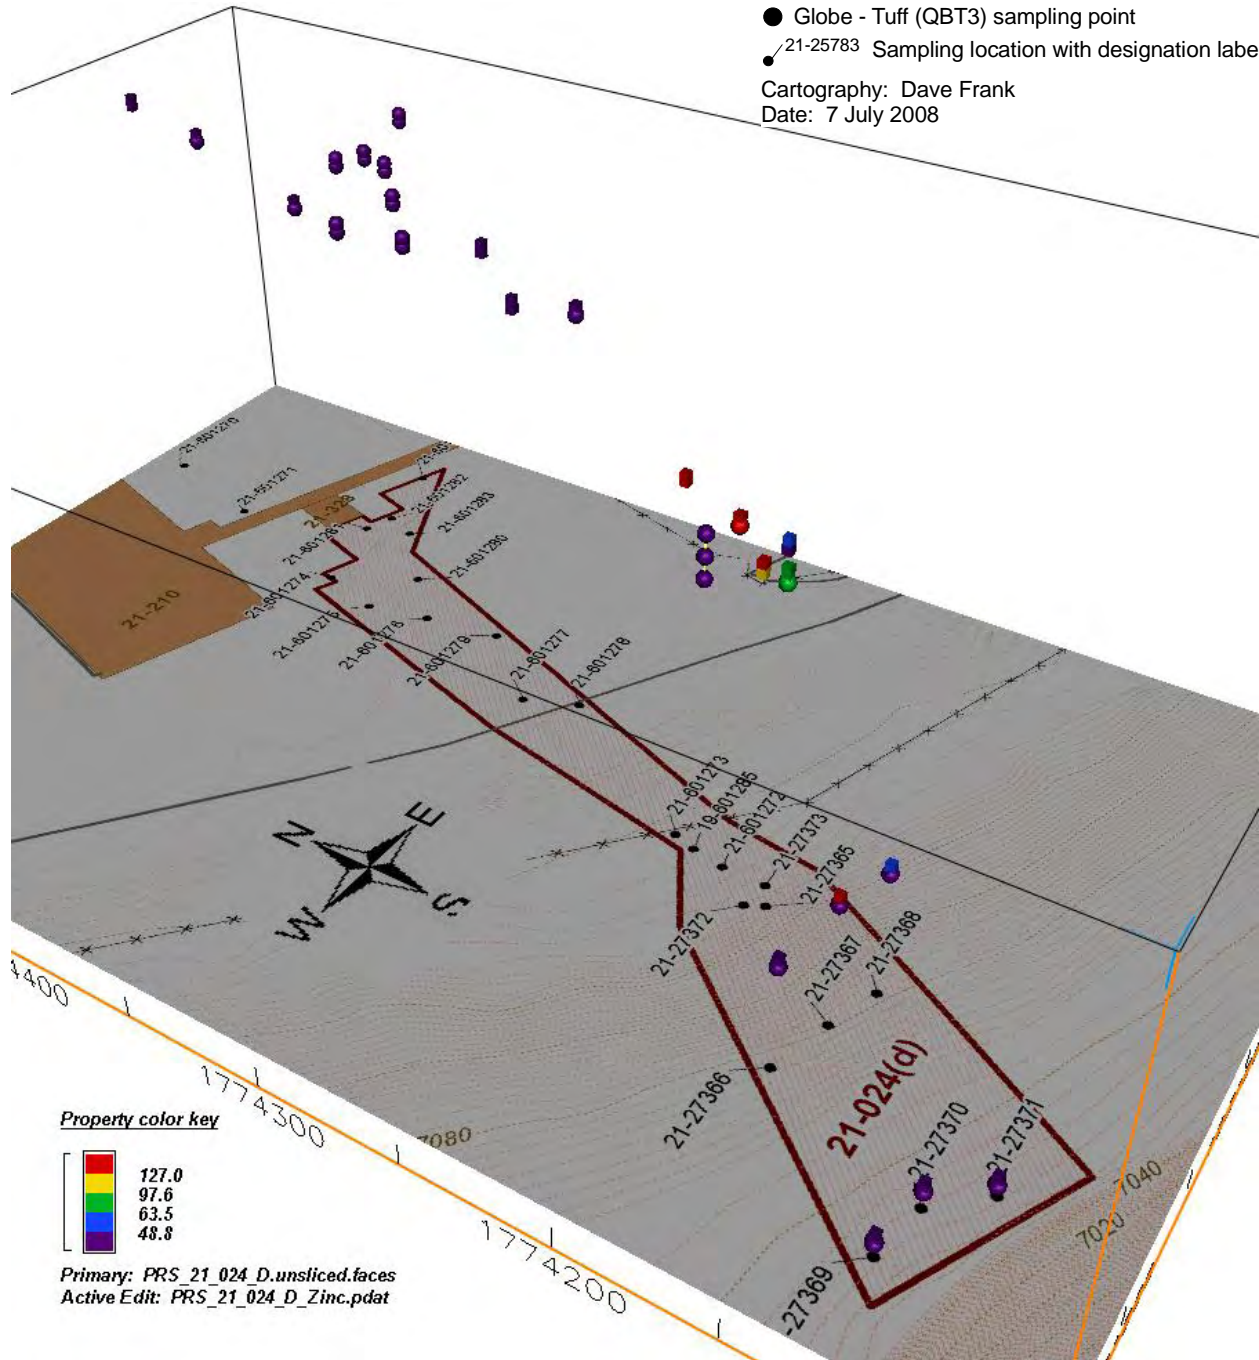 Globe - Tuff (QBT3) sampling point
21-25783 Sampling location with designation labe
Cartography: Dave Frank
Date: 7 July 2008
21-601270
21-601271
21-328
21-601282
21-601283
21-601280
21-601274
21-210
21-601275
21-601276
21-601279
21-601277
21-601278
21-601273
19-601285
21-601272
21-27373
21-27365
N
E
S
W
21-27372
21-27367
21-27368
4400
1774300
21-27366
21-024(d)
7080
21-27370
21-27371
7040
7020
1774200
-27369
Property color key
127.0
97.6
63.5
48.8
Primary: PRS_21_024_D.unsliced.faces
Active Edit: PRS_21_024_D_Zinc.pdat